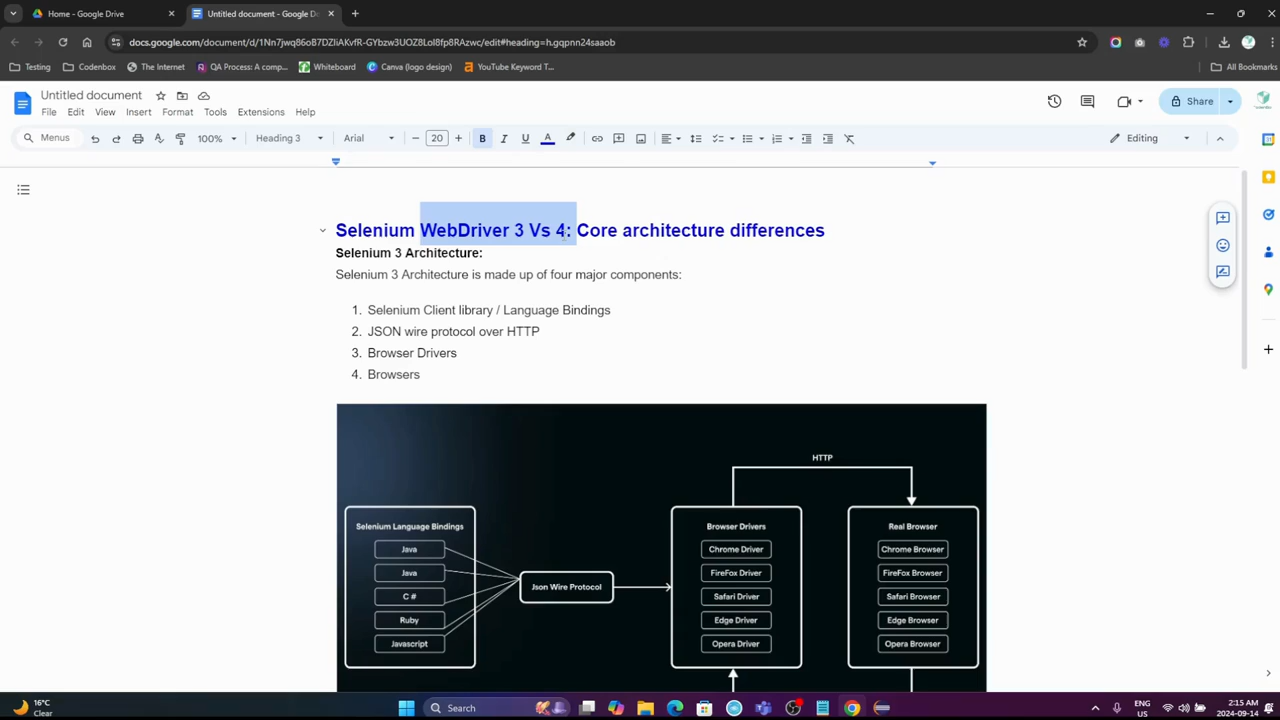 Home - Google Drive
Untitled document - Google Do
docs.google.com/document/d/1Nn7jwq86oB7DZliAKvfR-GYbzw3UOZ8Lol8fp8RAzwc/edit#heading=h.gqpnn24saaob
Testing
Codenbox
The Internet
QA Process: A comp...
Whiteboard
Canva (logo design)
YouTube Keyword T...
All Bookmarks
Untitled document
File Edit View Insert Format Tools Extensions Help
Share
Menus
100%
Heading 3
Arial
20
Editing
Selenium WebDriver 3 Vs 4: Core architecture differences
Selenium 3 Architecture:
Selenium 3 Architecture is made up of four major components:
1. Selenium Client library / Language Bindings
2. JSON wire protocol over HTTP
3. Browser Drivers
4. Browsers
HTTP
Selenium Language Bindings
Java
Java
C #
Ruby
Javascript
Json Wire Protocol
Browser Drivers
Chrome Driver
FireFox Driver
Safari Driver
Edge Driver
Opera Driver
Real Browser
Chrome Browser
FireFox Browser
Safari Browser
Edge Browser
Opera Browser
16°C
Clear
Search
ENG
US
2:15 AM
2024-09-14